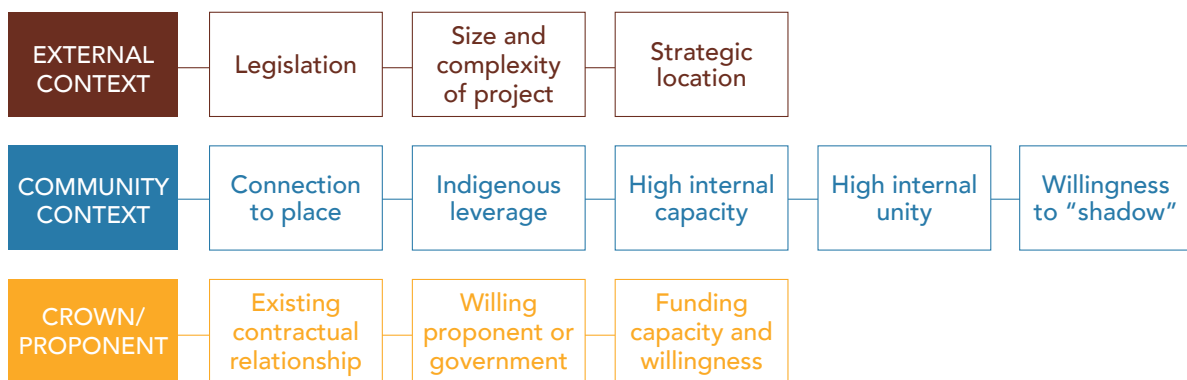 EXTERNAL
CONTEXT
Legislation
Size and
complexity
of project
Strategic
location
COMMUNITY
CONTEXT
Connection
to place
Indigenous
leverage
High internal
capacity
High internal
unity
Willingness
to “shadow”
CROWN/
PROPONENT
Existing
contractual
relationship
Willing
proponent or
government
Funding
capacity and
willingness